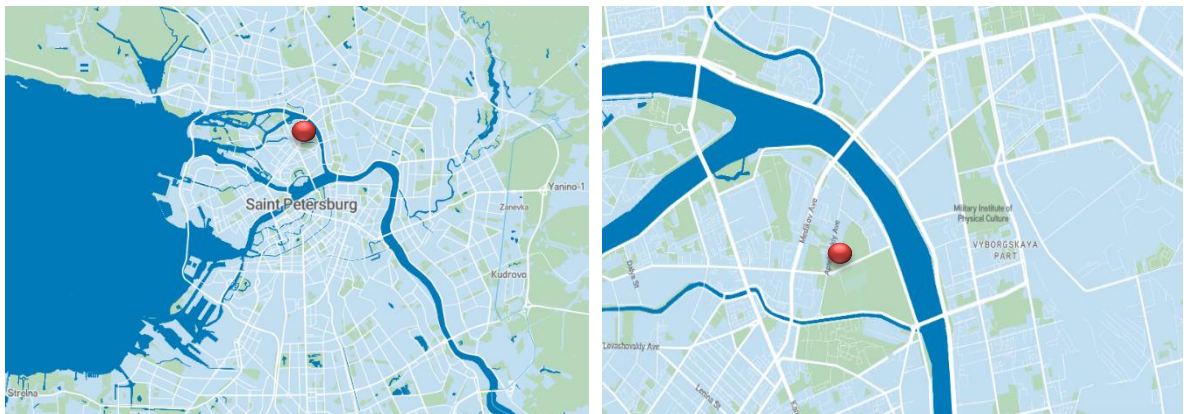 Saint Petersburg
Yanino-1
Zanevka
Kudrovo
Strelna
Medikov Ave
Daliya St
Military Institute of
Physical Culture
VYBORGSKAYA
PART
Levashovskiy Ave
Lenina St